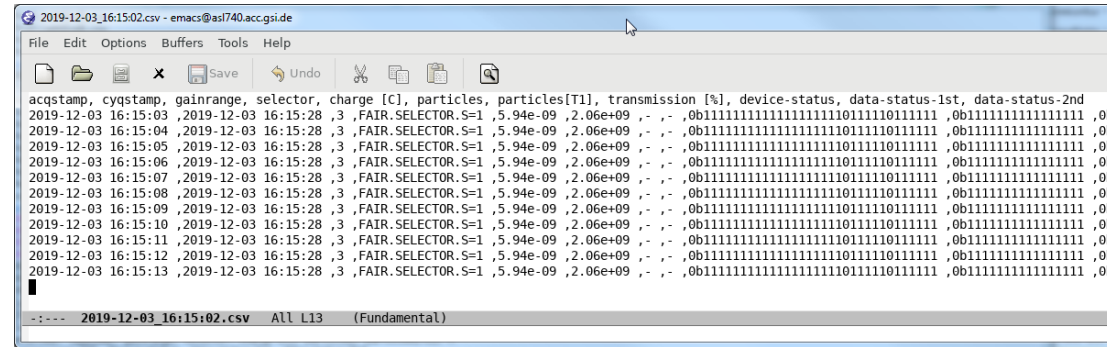 2019-12-03_16:15:02.csv - emacs@asl740.acc.gsi.de
File Edit Options Buffers Tools Help
Save Undo
acqstamp, cyqstamp, gainrange, selector, charge [C], particles, particles[T1], transmission [%], device-status, data-status-1st, data-status-2nd
2019-12-03 16:15:03 ,2019-12-03 16:15:28 ,3 ,FAIR.SELECTOR.S=1 ,5.94e-09 ,2.06e+09 ,- ,- ,0b11111111111111111110111110111111 ,0b1111111111111111 ,0
2019-12-03 16:15:04 ,2019-12-03 16:15:28 ,3 ,FAIR.SELECTOR.S=1 ,5.94e-09 ,2.06e+09 ,- ,- ,0b11111111111111111110111110111111 ,0b1111111111111111 ,0
2019-12-03 16:15:05 ,2019-12-03 16:15:28 ,3 ,FAIR.SELECTOR.S=1 ,5.94e-09 ,2.06e+09 ,- ,- ,0b11111111111111111110111110111111 ,0b1111111111111111 ,0
2019-12-03 16:15:06 ,2019-12-03 16:15:28 ,3 ,FAIR.SELECTOR.S=1 ,5.94e-09 ,2.06e+09 ,- ,- ,0b11111111111111111110111110111111 ,0b1111111111111111 ,0
2019-12-03 16:15:07 ,2019-12-03 16:15:28 ,3 ,FAIR.SELECTOR.S=1 ,5.94e-09 ,2.06e+09 ,- ,- ,0b11111111111111111110111110111111 ,0b1111111111111111 ,0
2019-12-03 16:15:08 ,2019-12-03 16:15:28 ,3 ,FAIR.SELECTOR.S=1 ,5.94e-09 ,2.06e+09 ,- ,- ,0b11111111111111111110111110111111 ,0b1111111111111111 ,0
2019-12-03 16:15:09 ,2019-12-03 16:15:28 ,3 ,FAIR.SELECTOR.S=1 ,5.94e-09 ,2.06e+09 ,- ,- ,0b11111111111111111110111110111111 ,0b1111111111111111 ,0
2019-12-03 16:15:10 ,2019-12-03 16:15:28 ,3 ,FAIR.SELECTOR.S=1 ,5.94e-09 ,2.06e+09 ,- ,- ,0b11111111111111111110111110111111 ,0b1111111111111111 ,0
2019-12-03 16:15:11 ,2019-12-03 16:15:28 ,3 ,FAIR.SELECTOR.S=1 ,5.94e-09 ,2.06e+09 ,- ,- ,0b11111111111111111110111110111111 ,0b1111111111111111 ,0
2019-12-03 16:15:12 ,2019-12-03 16:15:28 ,3 ,FAIR.SELECTOR.S=1 ,5.94e-09 ,2.06e+09 ,- ,- ,0b11111111111111111110111110111111 ,0b1111111111111111 ,0
2019-12-03 16:15:13 ,2019-12-03 16:15:28 ,3 ,FAIR.SELECTOR.S=1 ,5.94e-09 ,2.06e+09 ,- ,- ,0b11111111111111111110111110111111 ,0b1111111111111111 ,0
-:--- 2019-12-03_16:15:02.csv All L13 (Fundamental)